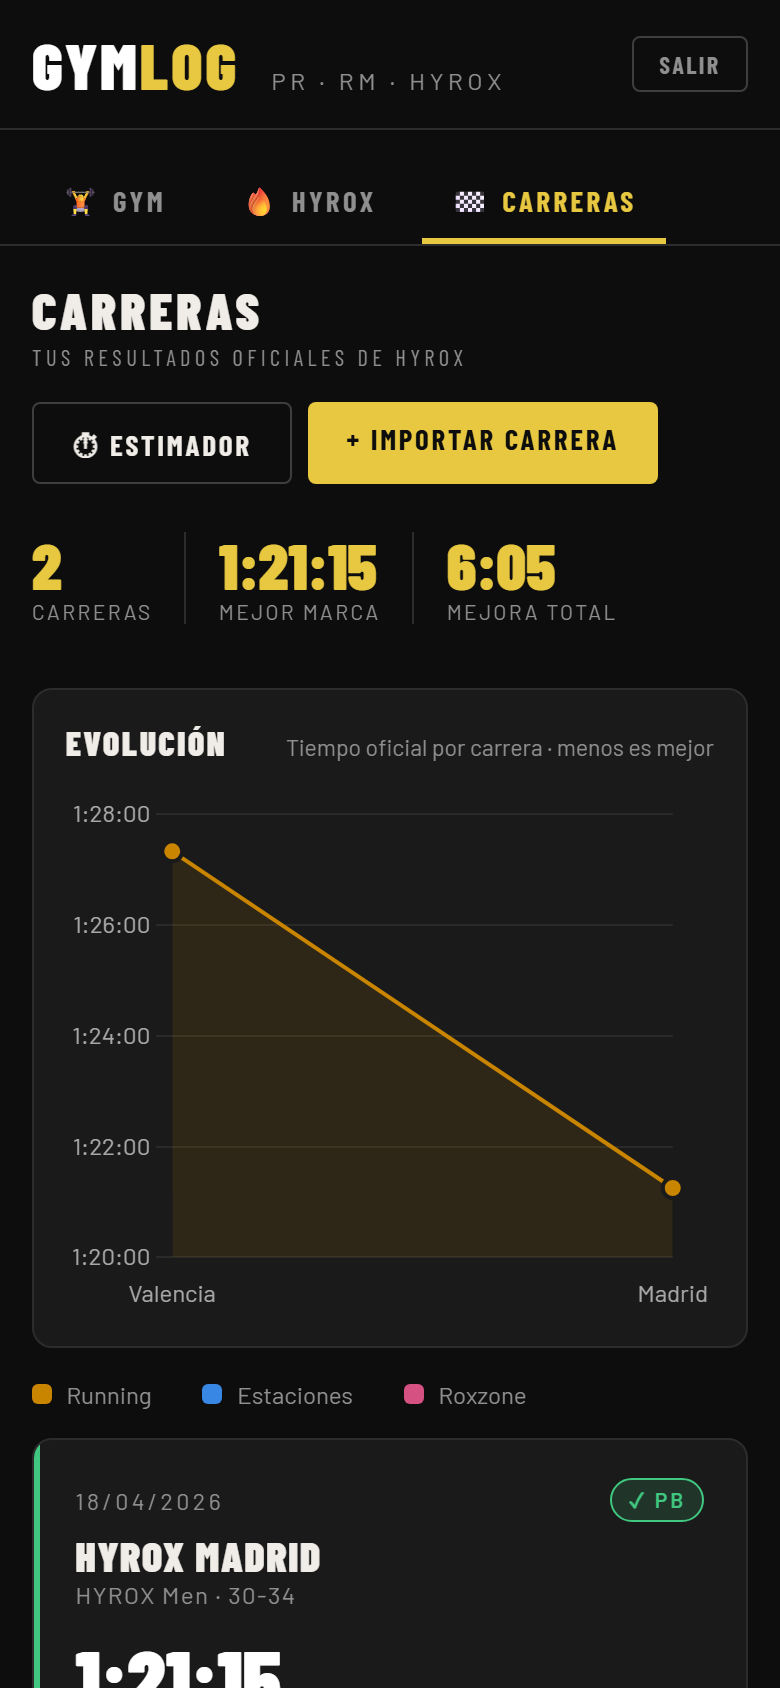 GYMLOG PR · RM · HYROX SALIR
GYM HYROX CARRERAS
CARRERAS
TUS RESULTADOS OFICIALES DE HYROX
ESTIMADOR + IMPORTAR CARRERA
2 1:21:15 6:05
CARRERAS MEJOR MARCA MEJORA TOTAL
EVOLUCIÓN Tiempo oficial por carrera · menos es mejor
1:28:00
1:26:00
1:24:00
1:22:00
1:20:00
Valencia Madrid
Running Estaciones Roxzone
18/04/2026 ✓ PB
HYROX MADRID
HYROX Men · 30-34
1:21:15